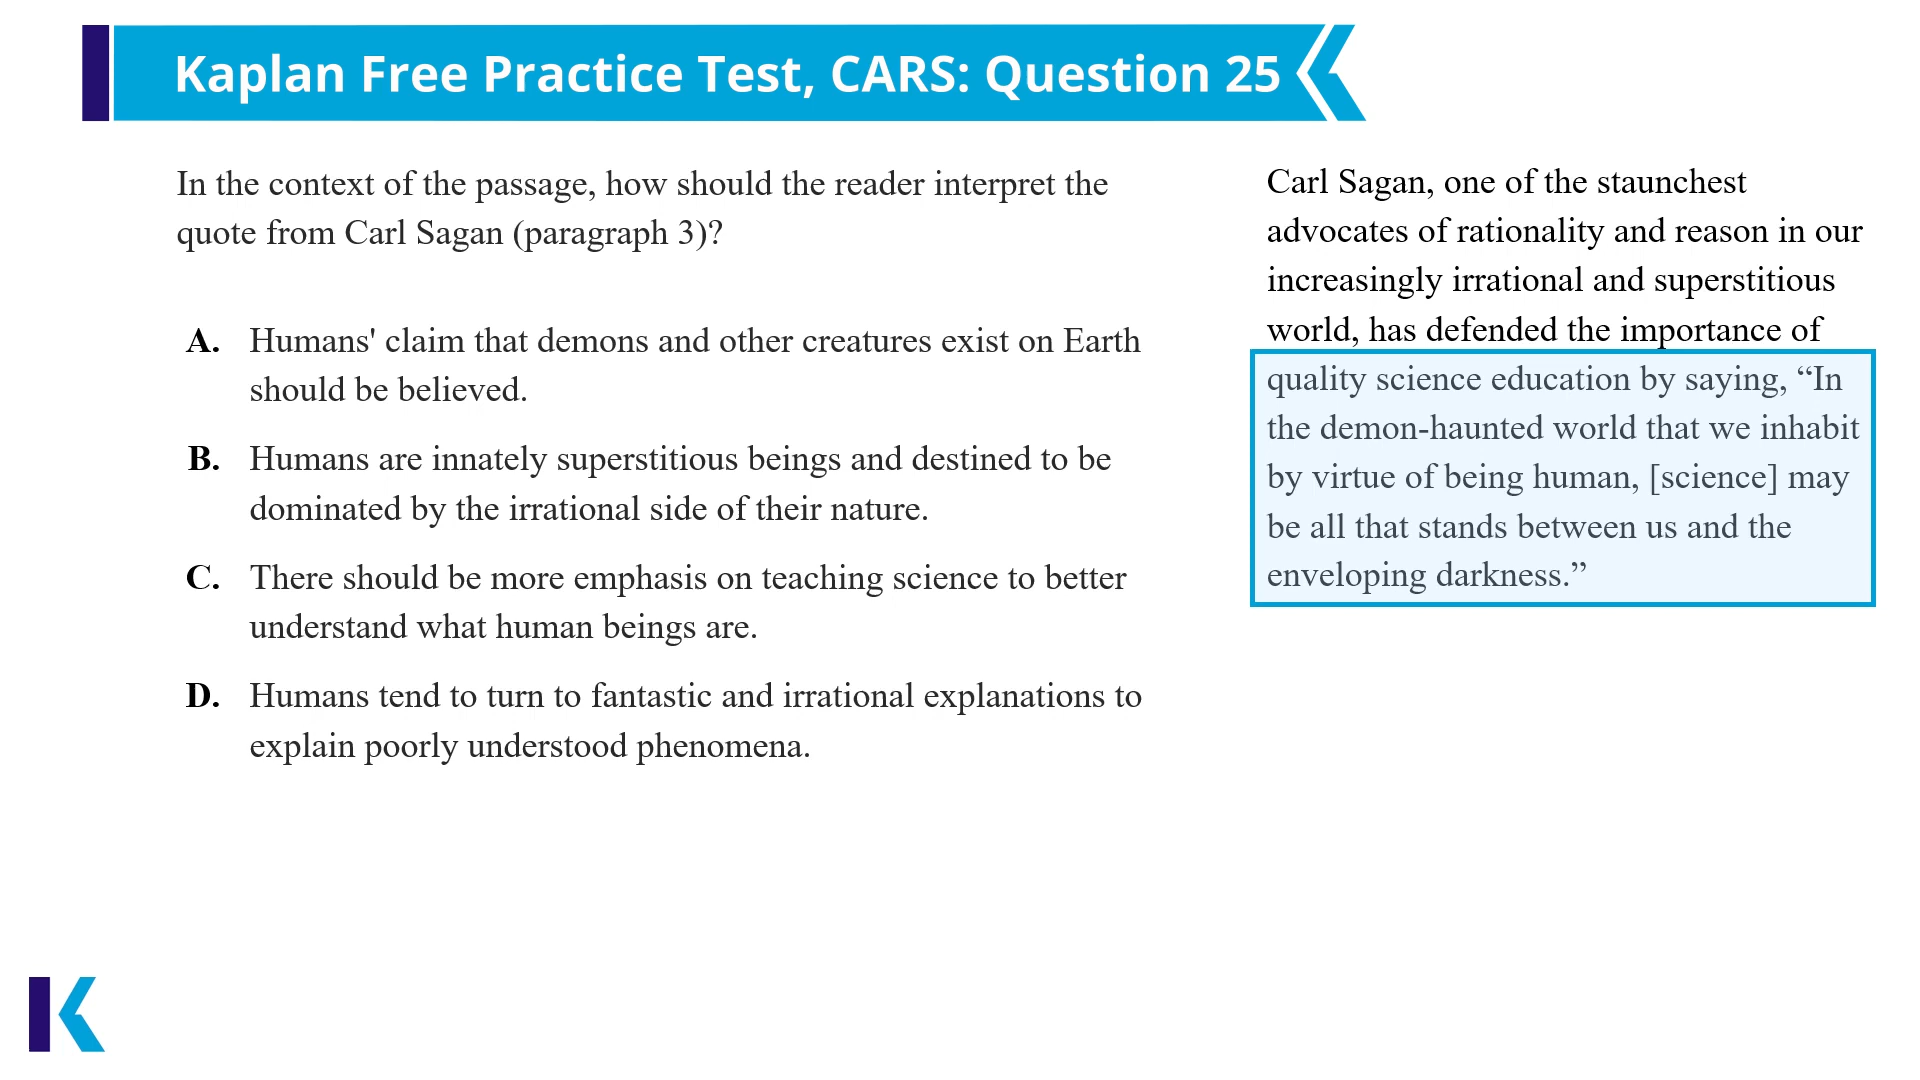 Kaplan Free Practice Test, CARS: Question 25
In the context of the passage, how should the reader interpret the
quote from Carl Sagan (paragraph 3)?
A. Humans' claim that demons and other creatures exist on Earth
should be believed.
B. Humans are innately superstitious beings and destined to be
dominated by the irrational side of their nature.
C. There should be more emphasis on teaching science to better
understand what human beings are.
D. Humans tend to turn to fantastic and irrational explanations to
explain poorly understood phenomena.
Carl Sagan, one of the staunchest
advocates of rationality and reason in our
increasingly irrational and superstitious
world, has defended the importance of
quality science education by saying, “In
the demon-haunted world that we inhabit
by virtue of being human, [science] may
be all that stands between us and the
enveloping darkness.”